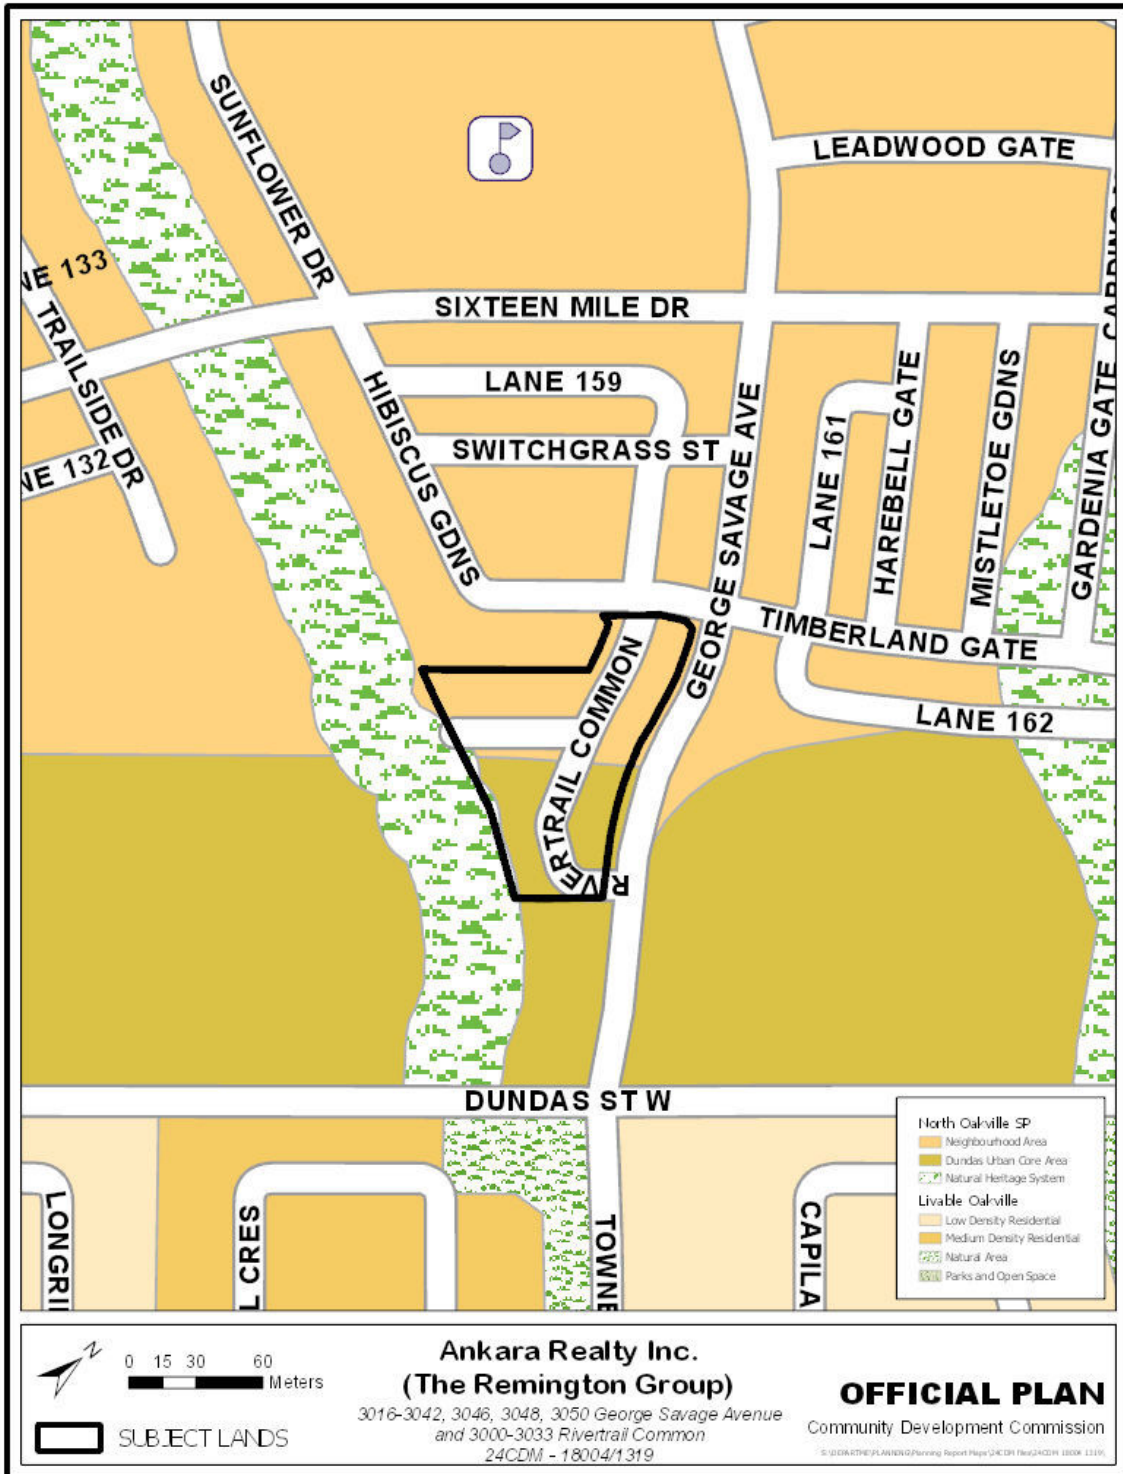 SUNFLOWER DR
LEADWOOD GATE
NE 133
TRAILSIDE DR
SIXTEEN MILE DR
LANE 159
HIBISCUS GDNS
SWITCHGRASS ST
GEORGE SAVAGE AVE
LANE 161
HAREBELL GATE
MISTLETOE GDNS
GARDENIA GATE
NE 132
TIMBERLAND GATE
LANE 162
RIVERTRAIL COMMON
DUNDAS ST W
LONGRI
L CRES
TOWNE
CAPILA
North Oakville SP
Neighbourhood Area
Dundas Urban Core Area
Natural Heritage System
Livable Oakville
Low Density Residential
Medium Density Residential
Natural Area
Parks and Open Space
N
0 15 30 60
Meters
SUBJECT LANDS
Ankara Realty Inc.
(The Remington Group)
3016-3042, 3046, 3048, 3050 George Savage Avenue
and 3000-3033 Rivertrail Common
24CDM - 18004/1319
OFFICIAL PLAN
Community Development Commission